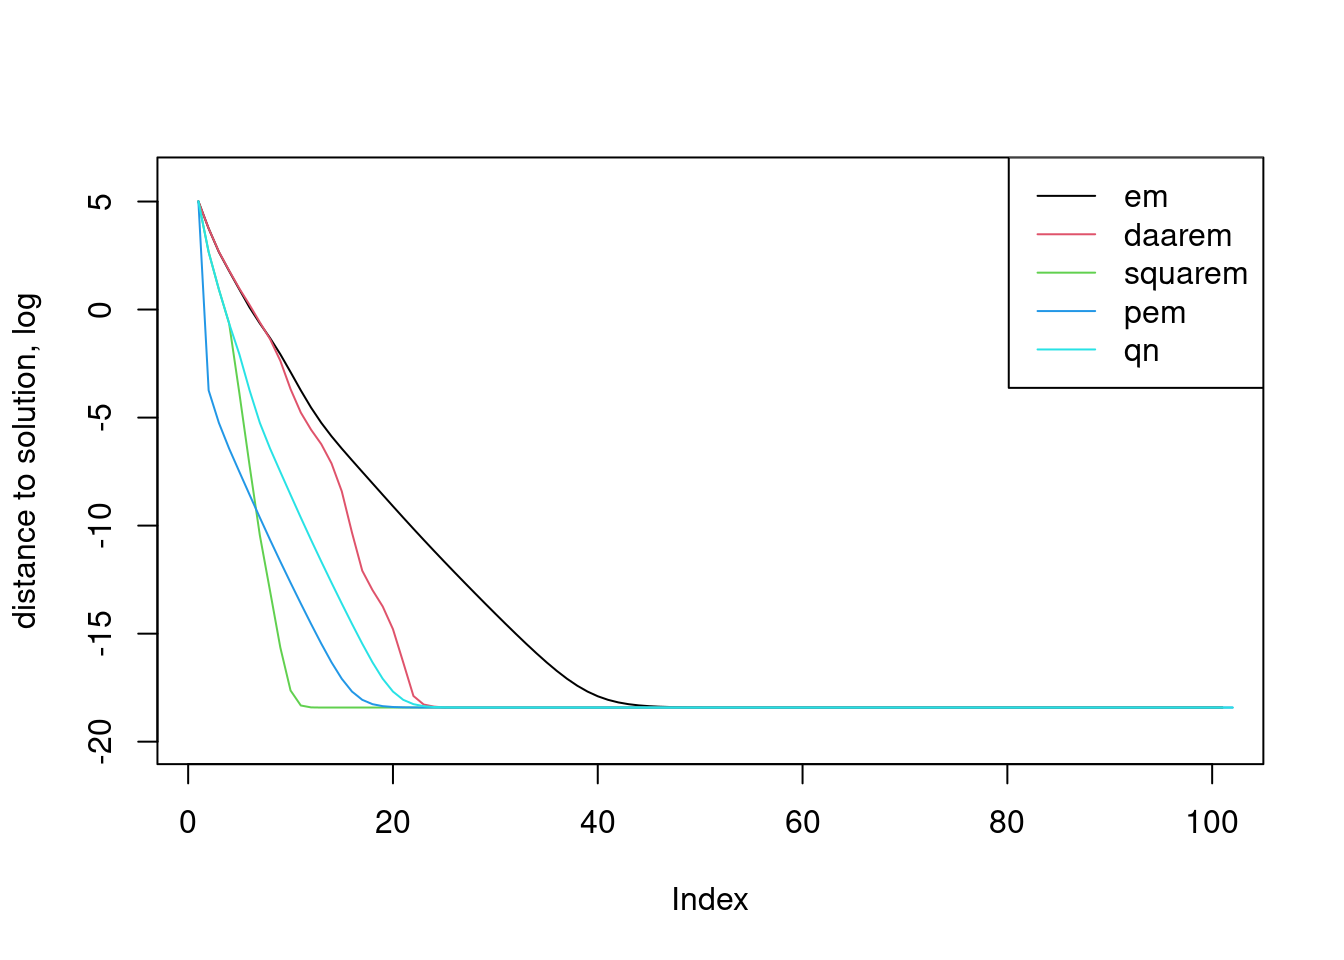 distance to solution, log
5
0
-5
-10
-15
-20
em
daarem
squarem
pem
qn
0 20 40 60 80 100
Index